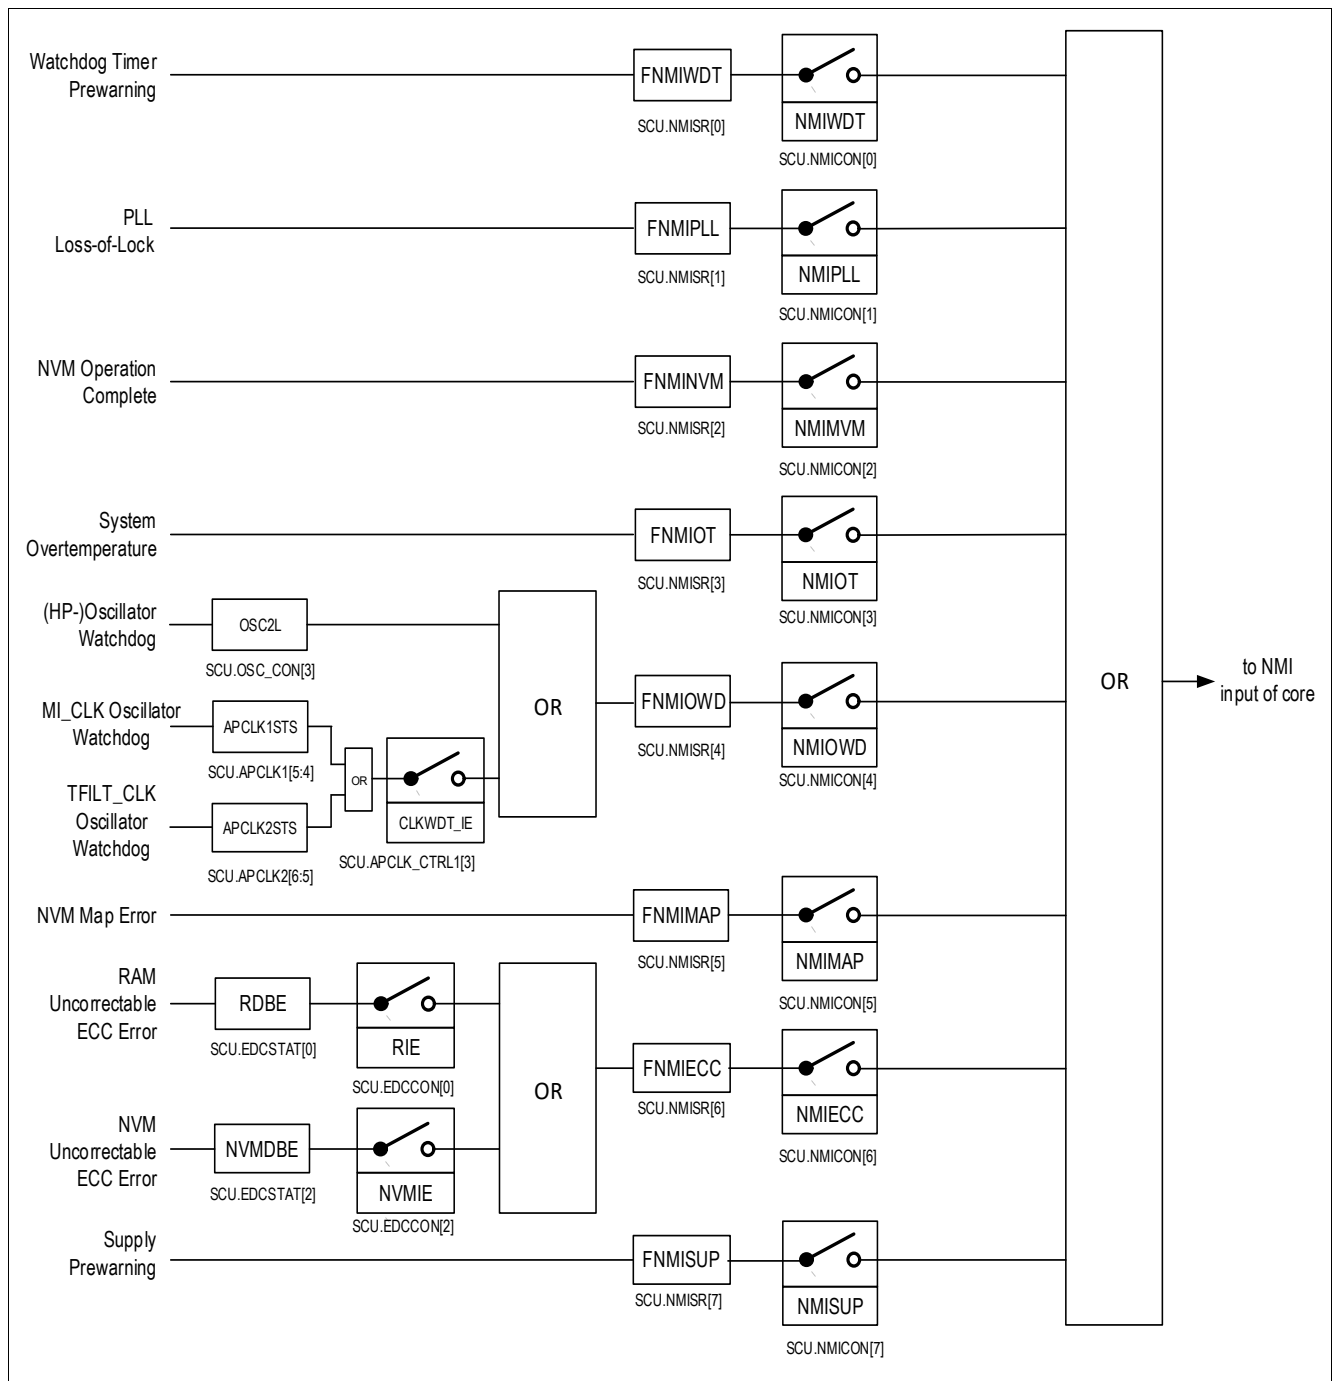 Watchdog Timer
Prewarning
FNMIWDT
SCU.NMISR[0]
NMIWDT
SCU.NMICON[0]
PLL
Loss-of-Lock
FNMIPLL
SCU.NMISR[1]
NMIPLL
SCU.NMICON[1]
NVM Operation
Complete
FNMINVM
SCU.NMISR[2]
NMIMVM
SCU.NMICON[2]
System
Overtemperature
FNMIOT
SCU.NMISR[3]
NMIOT
SCU.NMICON[3]
(HP-)Oscillator
Watchdog
OSC2L
SCU.OSC_CON[3]
MI_CLK Oscillator
Watchdog
APCLK1STS
SCU.APCLK1[5:4]
TFILT_CLK
Oscillator
Watchdog
APCLK2STS
SCU.APCLK2[6:5]
OR
CLKWDT_IE
SCU.APCLK_CTRL1[3]
OR
FNMIOWD
SCU.NMISR[4]
NMIOWD
SCU.NMICON[4]
OR
to NMI
input of core
NVM Map Error
FNMIMAP
SCU.NMISR[5]
NMIMAP
SCU.NMICON[5]
RAM
Uncorrectable
ECC Error
RDBE
SCU.EDCSTAT[0]
RIE
SCU.EDCCON[0]
NVM
Uncorrectable
ECC Error
NVMDBE
SCU.EDCSTAT[2]
NVMIE
SCU.EDCCON[2]
OR
FNMIECC
SCU.NMISR[6]
NMIECC
SCU.NMICON[6]
Supply
Prewarning
FNMISUP
SCU.NMISR[7]
NMISUP
SCU.NMICON[7]